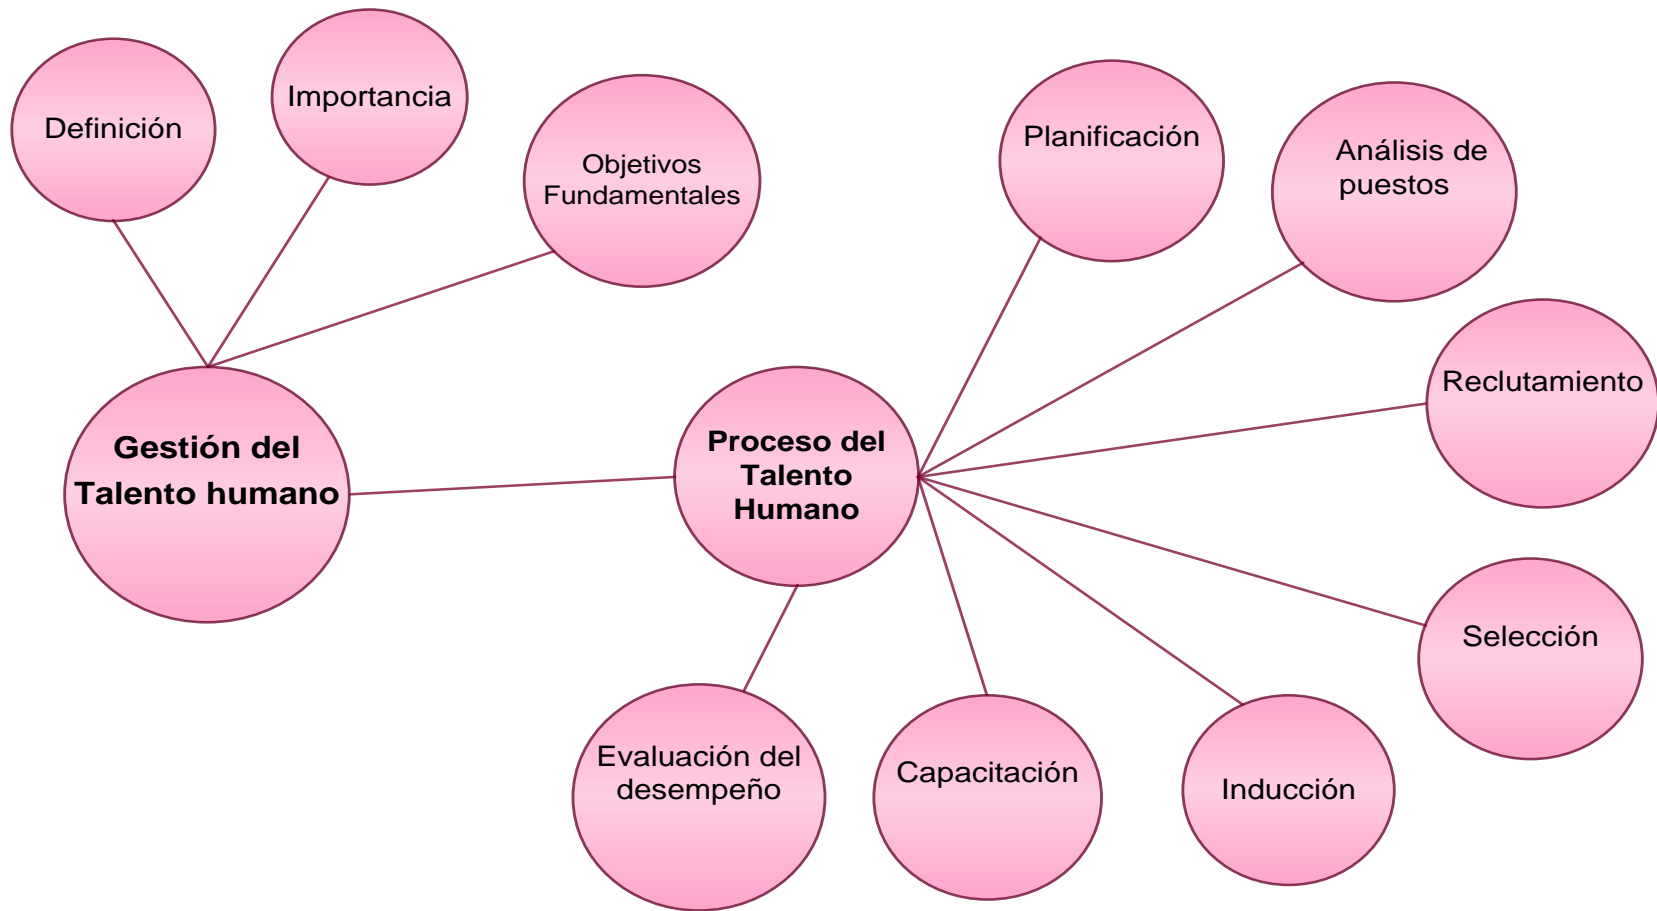 Definición
Importancia
Objetivos
Fundamentales
Gestión del
Talento humano
Proceso del
Talento
Humano
Planificación
Análisis de
puestos
Reclutamiento
Selección
Inducción
Capacitación
Evaluación del
desempeño